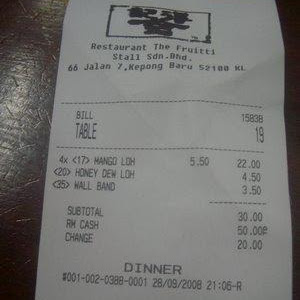 Restaurant The Fruitti
Stall Sdn.Bhd.
66 Jalan 7,Kepong Baru 52100 KL
BILL 15838
TABLE 19
4x <17> MANGO LOH 5.50 22.00
<20> HONEY DEW LOH 4.50
<35> WALL BAND 3.50
SUBTOTAL 30.00
RM CASH 50.00P
CHANGE 20.00
DINNER
#001-002-0388-0001 28/09/2008 21:06-R